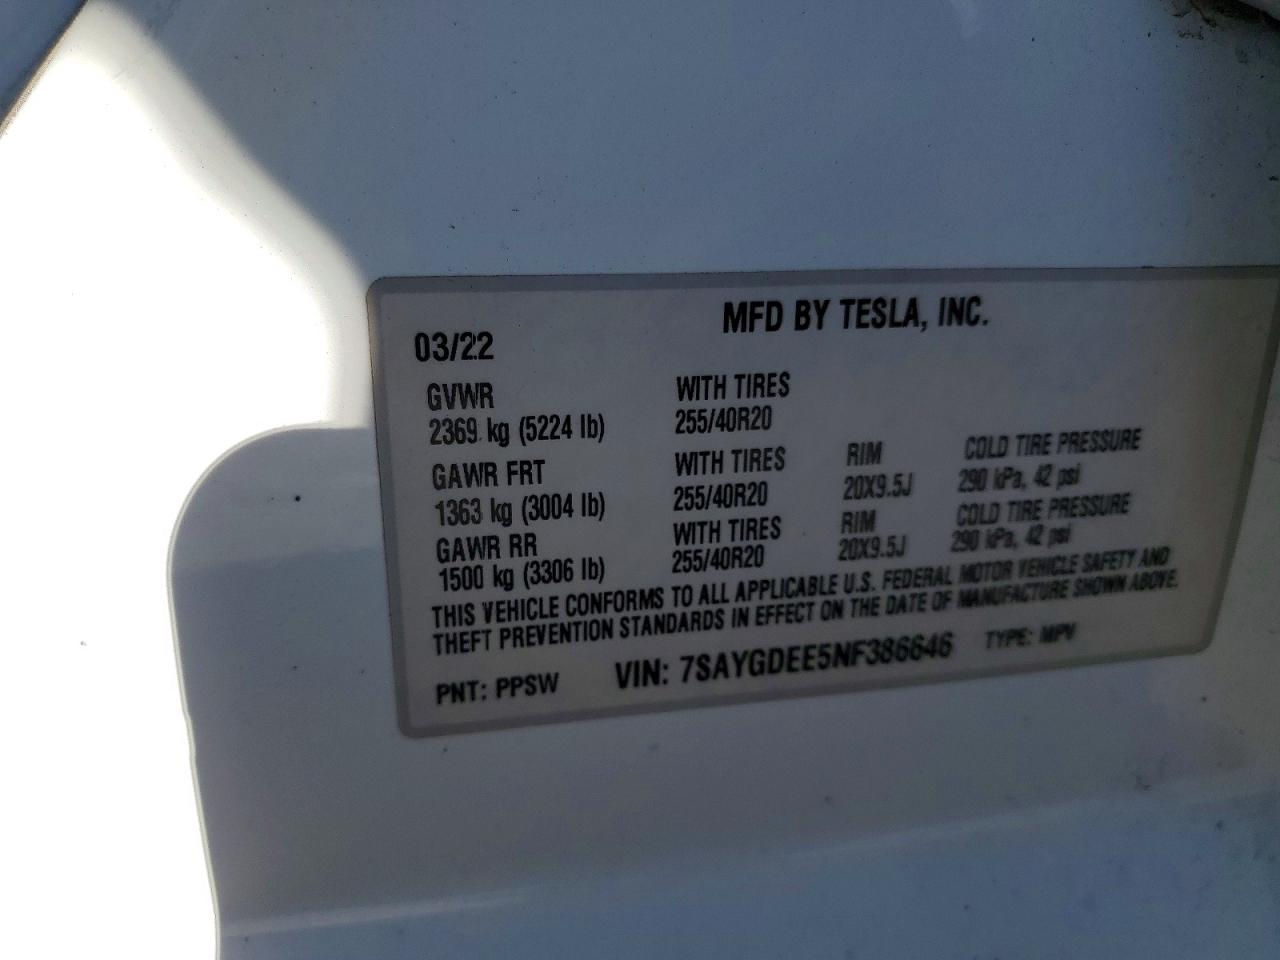 MFD BY TESLA, INC.
03/22
GVWR WITH TIRES
2369 kg (5224 lb) 255/40R20
GAWR FRT WITH TIRES RIM COLD TIRE PRESSURE
1363 kg (3004 lb) 255/40R20 20X9.5J 290 kPa, 42 psi
GAWR RR WITH TIRES RIM COLD TIRE PRESSURE
1500 kg (3306 lb) 255/40R20 20X9.5J 290 kPa, 42 psi
THIS VEHICLE CONFORMS TO ALL APPLICABLE U.S. FEDERAL MOTOR VEHICLE SAFETY AND
THEFT PREVENTION STANDARDS IN EFFECT ON THE DATE OF MANUFACTURE SHOWN ABOVE.
PNT: PPSW VIN: 7SAYGDEE5NF386646 TYPE: MPV